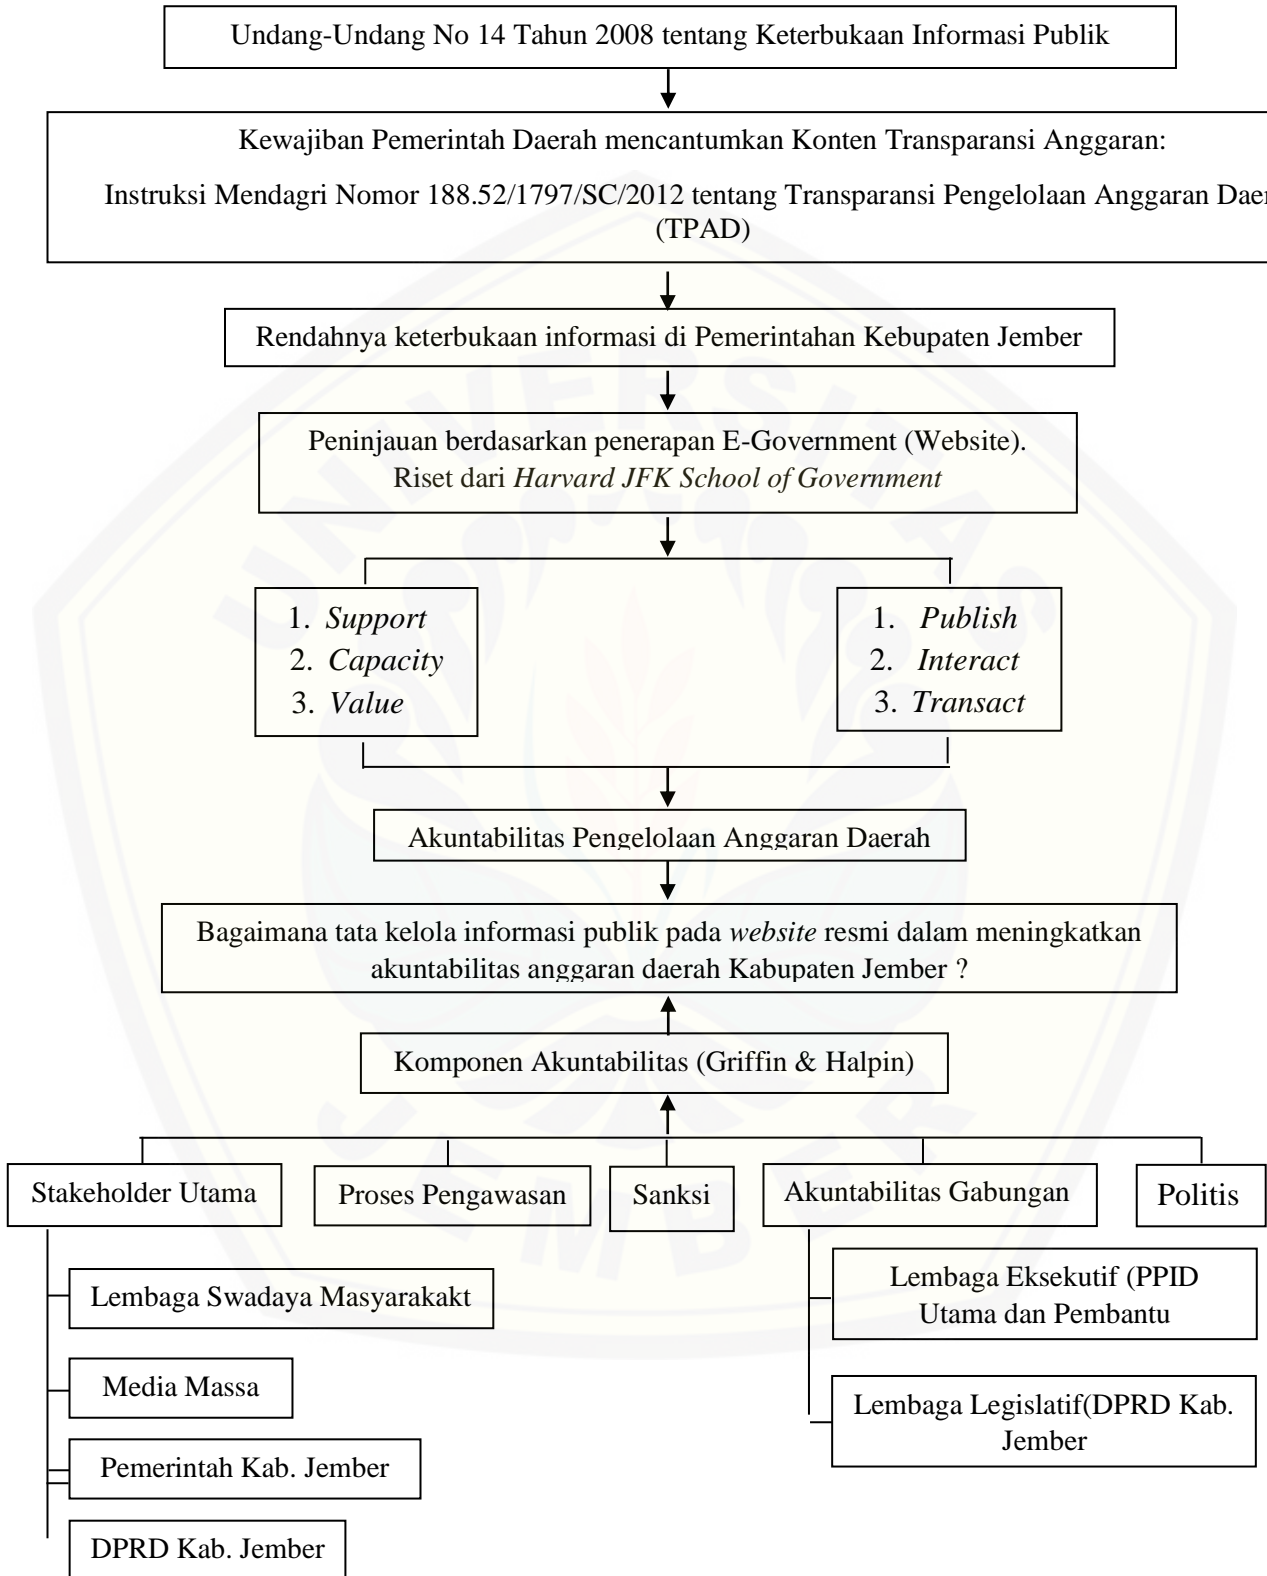 Undang-Undang No 14 Tahun 2008 tentang Keterbukaan Informasi Publik
Kewajiban Pemerintah Daerah mencantumkan Konten Transparansi Anggaran:
Instruksi Mendagri Nomor 188.52/1797/SC/2012 tentang Transparansi Pengelolaan Anggaran Daer
(TPAD)
Rendahnya keterbukaan informasi di Pemerintahan Kebupaten Jember
Peninjauan berdasarkan penerapan E-Government (Website).
Riset dari Harvard JFK School of Government
1. Support
2. Capacity
3. Value
1. Publish
2. Interact
3. Transact
Akuntabilitas Pengelolaan Anggaran Daerah
Bagaimana tata kelola informasi publik pada website resmi dalam meningkatkan
akuntabilitas anggaran daerah Kabupaten Jember ?
Komponen Akuntabilitas (Griffin & Halpin)
Stakeholder Utama
Proses Pengawasan
Sanksi
Akuntabilitas Gabungan
Politis
Lembaga Swadaya Masyarakakt
Media Massa
Pemerintah Kab. Jember
DPRD Kab. Jember
Lembaga Eksekutif (PPID
Utama dan Pembantu
Lembaga Legislatif(DPRD Kab.
Jember
UNIVERSITAS
JEMBER